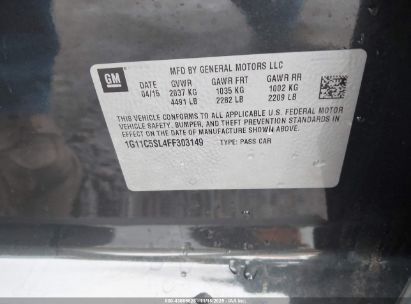 GM
MFD BY GENERAL MOTORS LLC
DATE GVWR GAWR FRT GAWR RR
04/15 2037 KG 1035 KG 1002 KG
4491 LB 2282 LB 2209 LB
THIS VEHICLE CONFORMS TO ALL APPLICABLE U.S. FEDERAL MOTOR
VEHICLE SAFETY, BUMPER, AND THEFT PREVENTION STANDARDS IN
EFFECT ON THE DATE OF MANUFACTURE SHOWN ABOVE.
1G11C5SL4FF303149 TYPE: PASS CAR